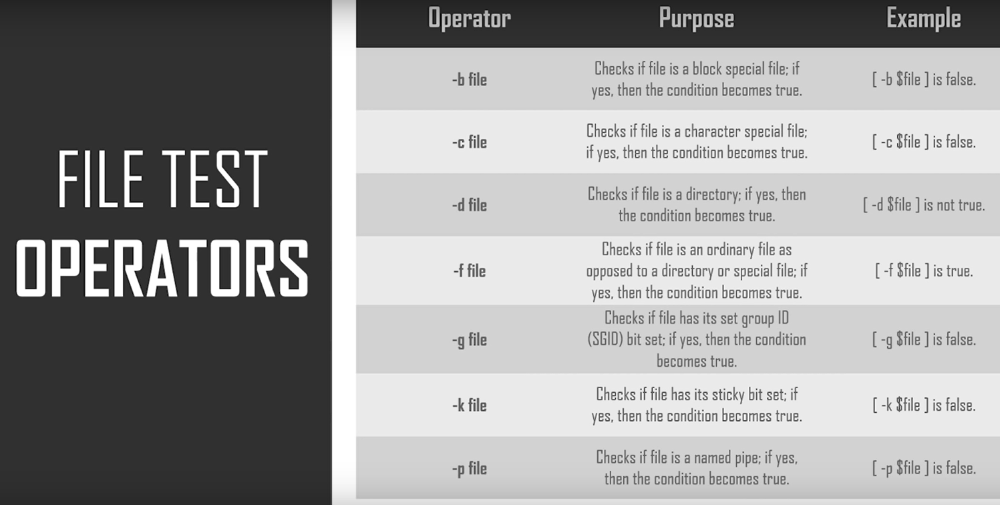 FILE TEST
OPERATORS
Operator Purpose Example
-b file
Checks if file is a block special file; if
yes, then the condition becomes true.
[ -b $file ] is false.
-c file
Checks if file is a character special file;
if yes, then the condition becomes true.
[ -c $file ] is false.
-d file
Checks if file is a directory; if yes, then
the condition becomes true.
[ -d $file ] is not true.
-f file
Checks if file is an ordinary file as
opposed to a directory or special file; if
yes, then the condition becomes true.
[ -f $file ] is true.
-g file
Checks if file has its set group ID
(SGID) bit set; if yes, then the condition
becomes true.
[ -g $file ] is false.
-k file
Checks if file has its sticky bit set; if
yes, then the condition becomes true.
[ -k $file ] is false.
-p file
Checks if file is a named pipe; if yes,
then the condition becomes true.
[ -p $file ] is false.